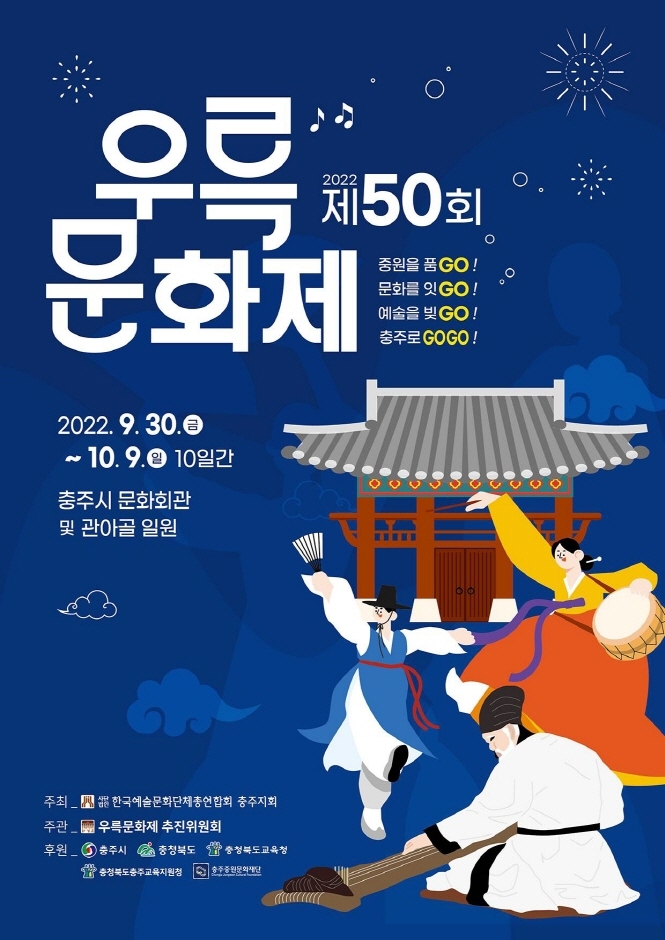 우륵
문화제
2022
제50회
중원을 품GO!
문화를 잇GO!
예술을 빛GO!
충주로GOGO!
2022. 9. 30.금
~ 10. 9.일 10일간
충주시 문화회관
및 관아골 일원
주최 _ 사단법인 한국예술문화단체총연합회 충주지회
주관 _ 우륵문화제 추진위원회
후원 _ 충주시 충청북도 충청북도교육청
충청북도충주교육지원청 충주중원문화재단